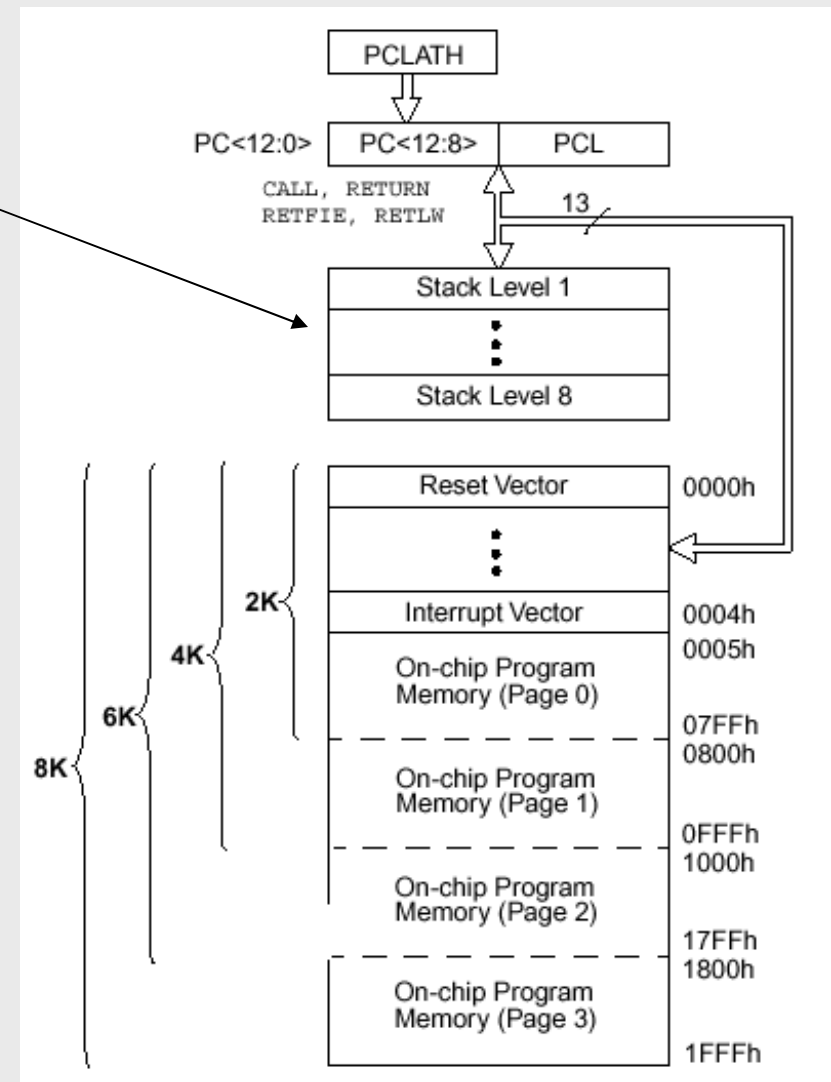 PCLATH
PC<12:0>
PC<12:8>
PCL
CALL, RETURN
RETFIE, RETLW
13
Stack Level 1
Stack Level 8
Reset Vector
0000h
2K
Interrupt Vector
0004h
0005h
4K
On-chip Program
Memory (Page 0)
6K
07FFh
0800h
8K
On-chip Program
Memory (Page 1)
0FFFh
1000h
On-chip Program
Memory (Page 2)
17FFh
1800h
On-chip Program
Memory (Page 3)
1FFFh